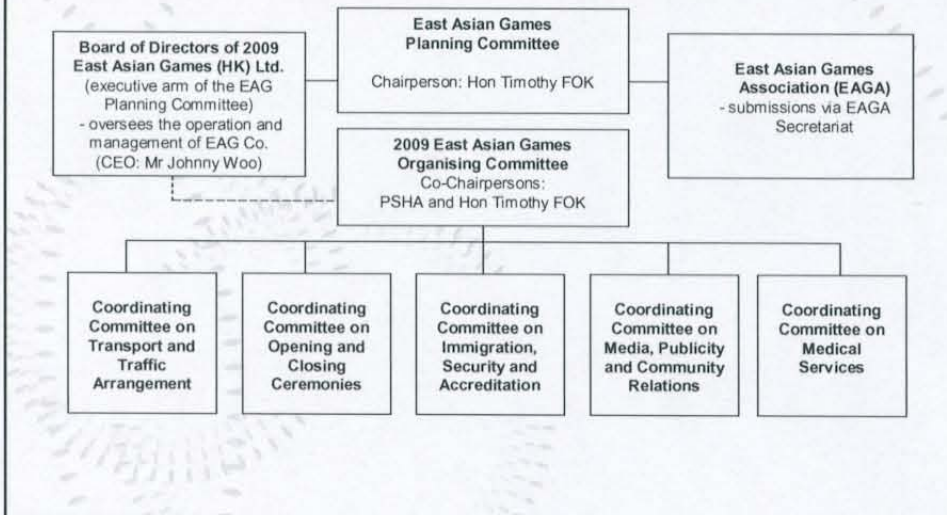 East Asian Games
Planning Committee
Chairperson: Hon Timothy FOK
Board of Directors of 2009
East Asian Games (HK) Ltd.
(executive arm of the EAG
Planning Committee)
- oversees the operation and
management of EAG Co.
(CEO: Mr Johnny Woo)
East Asian Games
Association (EAGA)
- submissions via EAGA
Secretariat
2009 East Asian Games
Organising Committee
Co-Chairpersons:
PSHA and Hon Timothy FOK
Coordinating
Committee on
Transport and
Traffic
Arrangement
Coordinating
Committee on
Opening and
Closing
Ceremonies
Coordinating
Committee on
Immigration,
Security and
Accreditation
Coordinating
Committee on
Media, Publicity
and Community
Relations
Coordinating
Committee on
Medical
Services